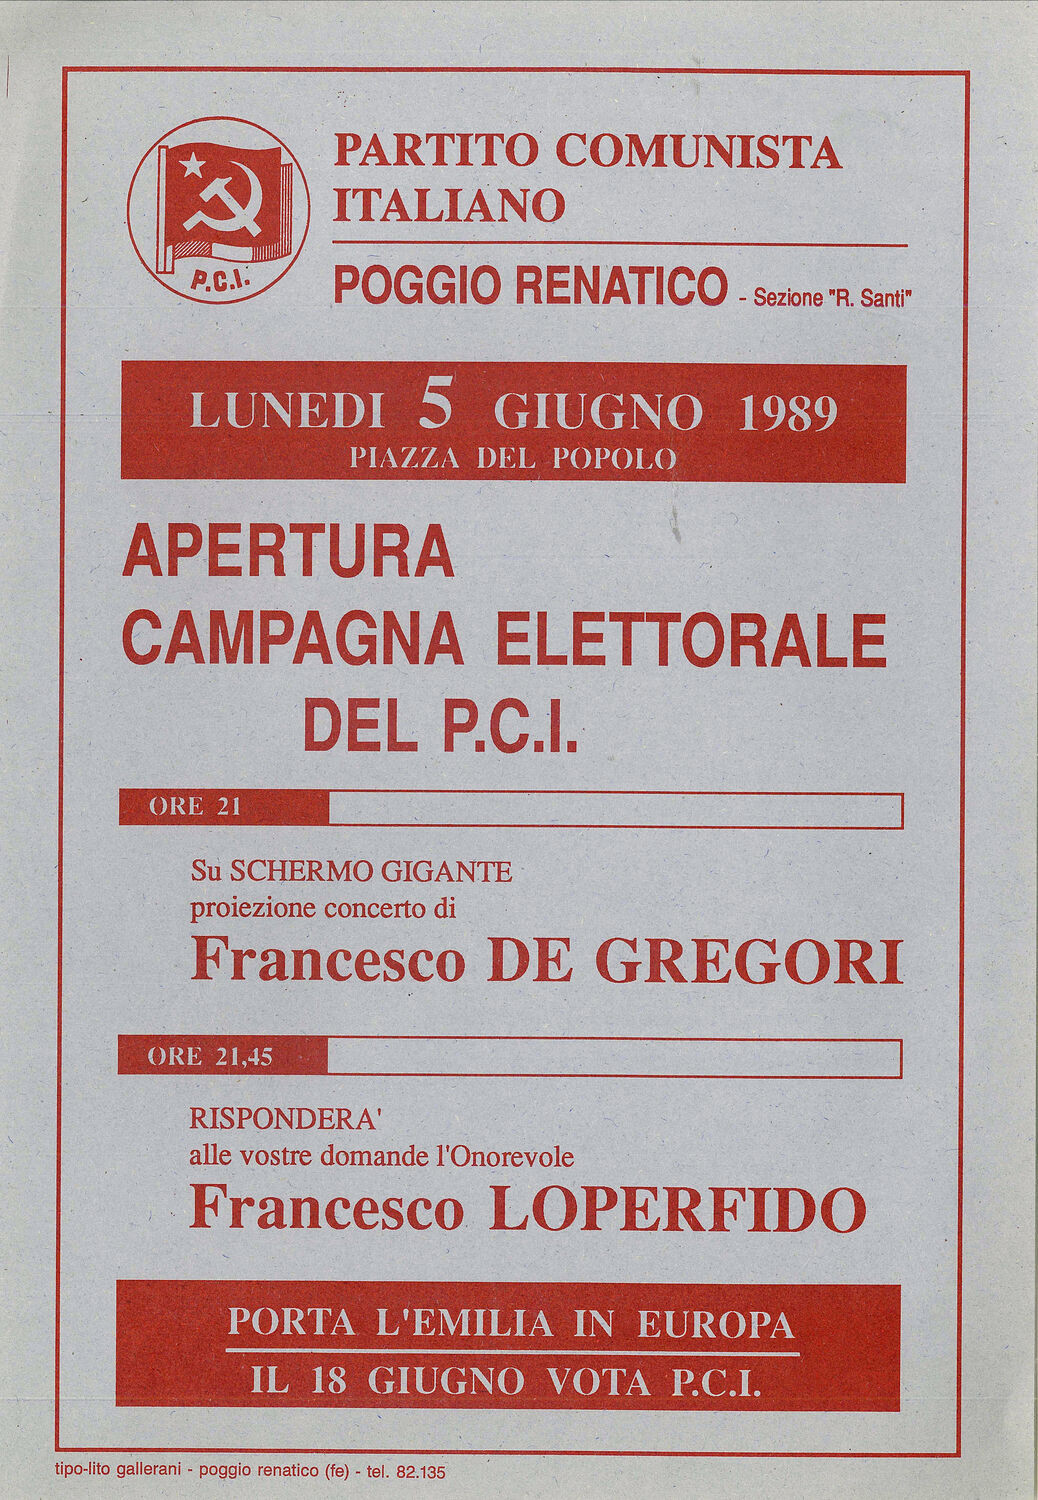 P.C.I.
PARTITO COMUNISTA
ITALIANO
POGGIO RENATICO - Sezione "R. Santi"
LUNEDI 5 GIUGNO 1989
PIAZZA DEL POPOLO
APERTURA
CAMPAGNA ELETTORALE
DEL P.C.I.
ORE 21
Su SCHERMO GIGANTE
proiezione concerto di
Francesco DE GREGORI
ORE 21,45
RISPONDERA'
alle vostre domande l'Onorevole
Francesco LOPERFIDO
PORTA L'EMILIA IN EUROPA
IL 18 GIUGNO VOTA P.C.I.
tipo-lito gallerani - poggio renatico (fe) - tel. 82.135